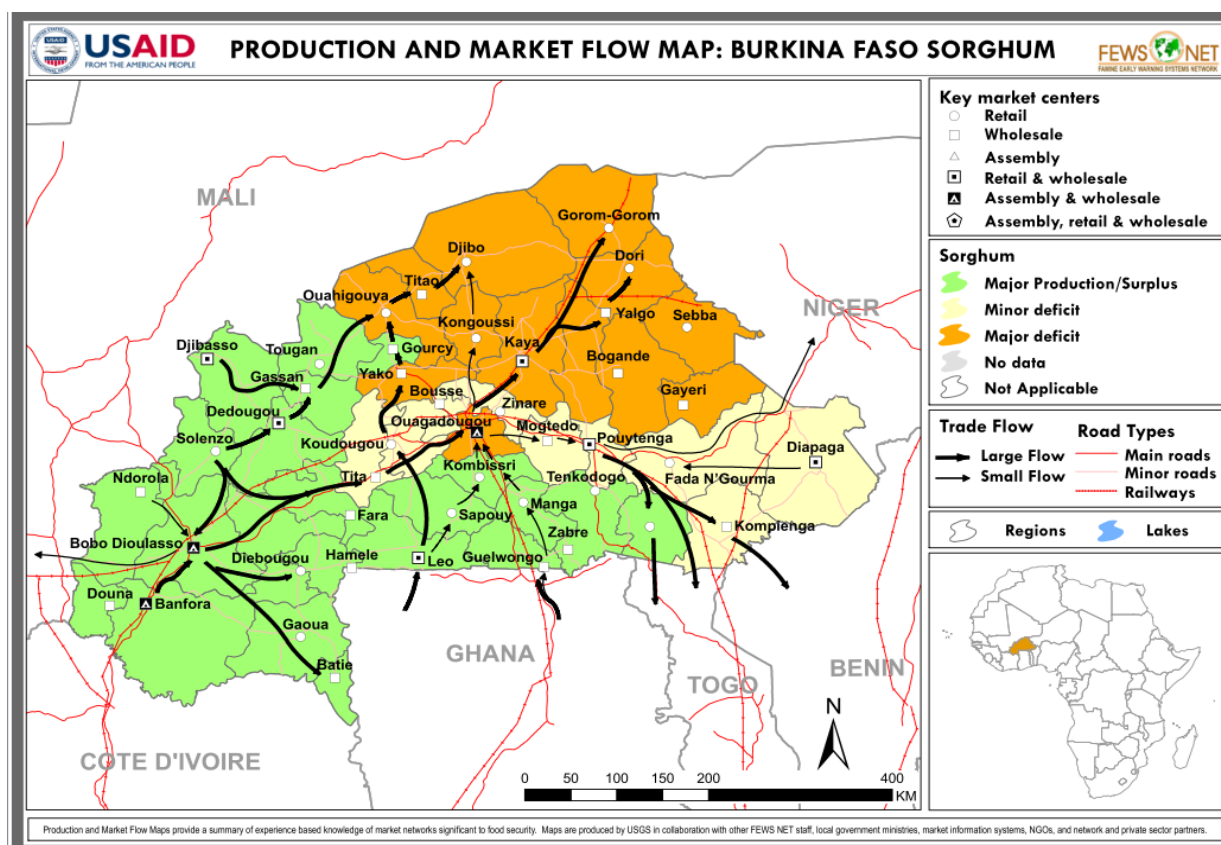 USAID
FROM THE AMERICAN PEOPLE
PRODUCTION AND MARKET FLOW MAP: BURKINA FASO SORGHUM
FEWS NET
FAMINE EARLY WARNING SYSTEMS NETWORK
Key market centers
Retail
Wholesale
Assembly
Retail & wholesale
Assembly & wholesale
Assembly, retail & wholesale
Sorghum
Major Production/Surplus
Minor deficit
Major deficit
No data
Not Applicable
Trade Flow
Road Types
Large Flow
Main roads
Small Flow
Minor roads
Railways
Regions
Lakes
MALI
NIGER
GHANA
TOGO
BENIN
COTE D'IVOIRE
Gorom-Gorom
Djibo
Dori
Titao
Ouahigouya
Kongoussi
Yalgo
Sebba
Djibasso
Tougan
Gourcy
Kaya
Bogande
Gassan
Yako
Bousse
Gayeri
Zinare
Dedougou
Ouagadougou
Mogtedo
Solenzo
Koudougou
Pouytenga
Diapaga
Ndorola
Tita
Kombissri
Tenkodogo
Fada N'Gourma
Fara
Sapouy
Manga
Kompienga
Bobo Dioulasso
Zabre
Diebougou
Hamele
Leo
Guelwongo
Douna
Banfora
Gaoua
Batie
N
0 50 100 150 200 400
KM
Production and Market Flow Maps provide a summary of experience based knowledge of market networks significant to food security. Maps are produced by USGS in collaboration with other FEWS NET staff, local government ministries, market information systems, NGOs, and network and private sector partners.